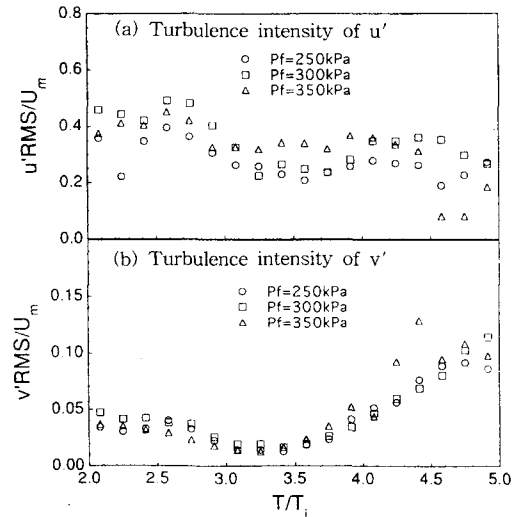 (a) Turbulence intensity of u'
Pf=250kPa
Pf=300kPa
Pf=350kPa
0.8
0.6
0.4
0.2
0.0
u'RMS/Um
(b) Turbulence intensity of v'
Pf=250kPa
Pf=300kPa
Pf=350kPa
0.15
0.10
0.05
0.00
v'RMS/Um
2.0 2.5 3.0 3.5 4.0 4.5 5.0
T/Ti